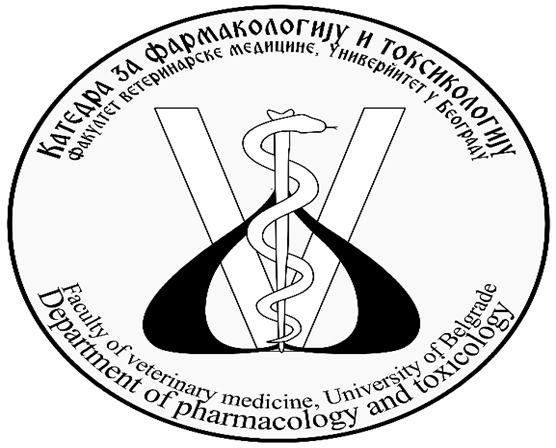 Катедра за фармакологију и токсикологију
Факултет ветеринарске медицине, Универйитет у Београду
Faculty of veterinary medicine, University of Belgrade
Department of pharmacology and toxicology